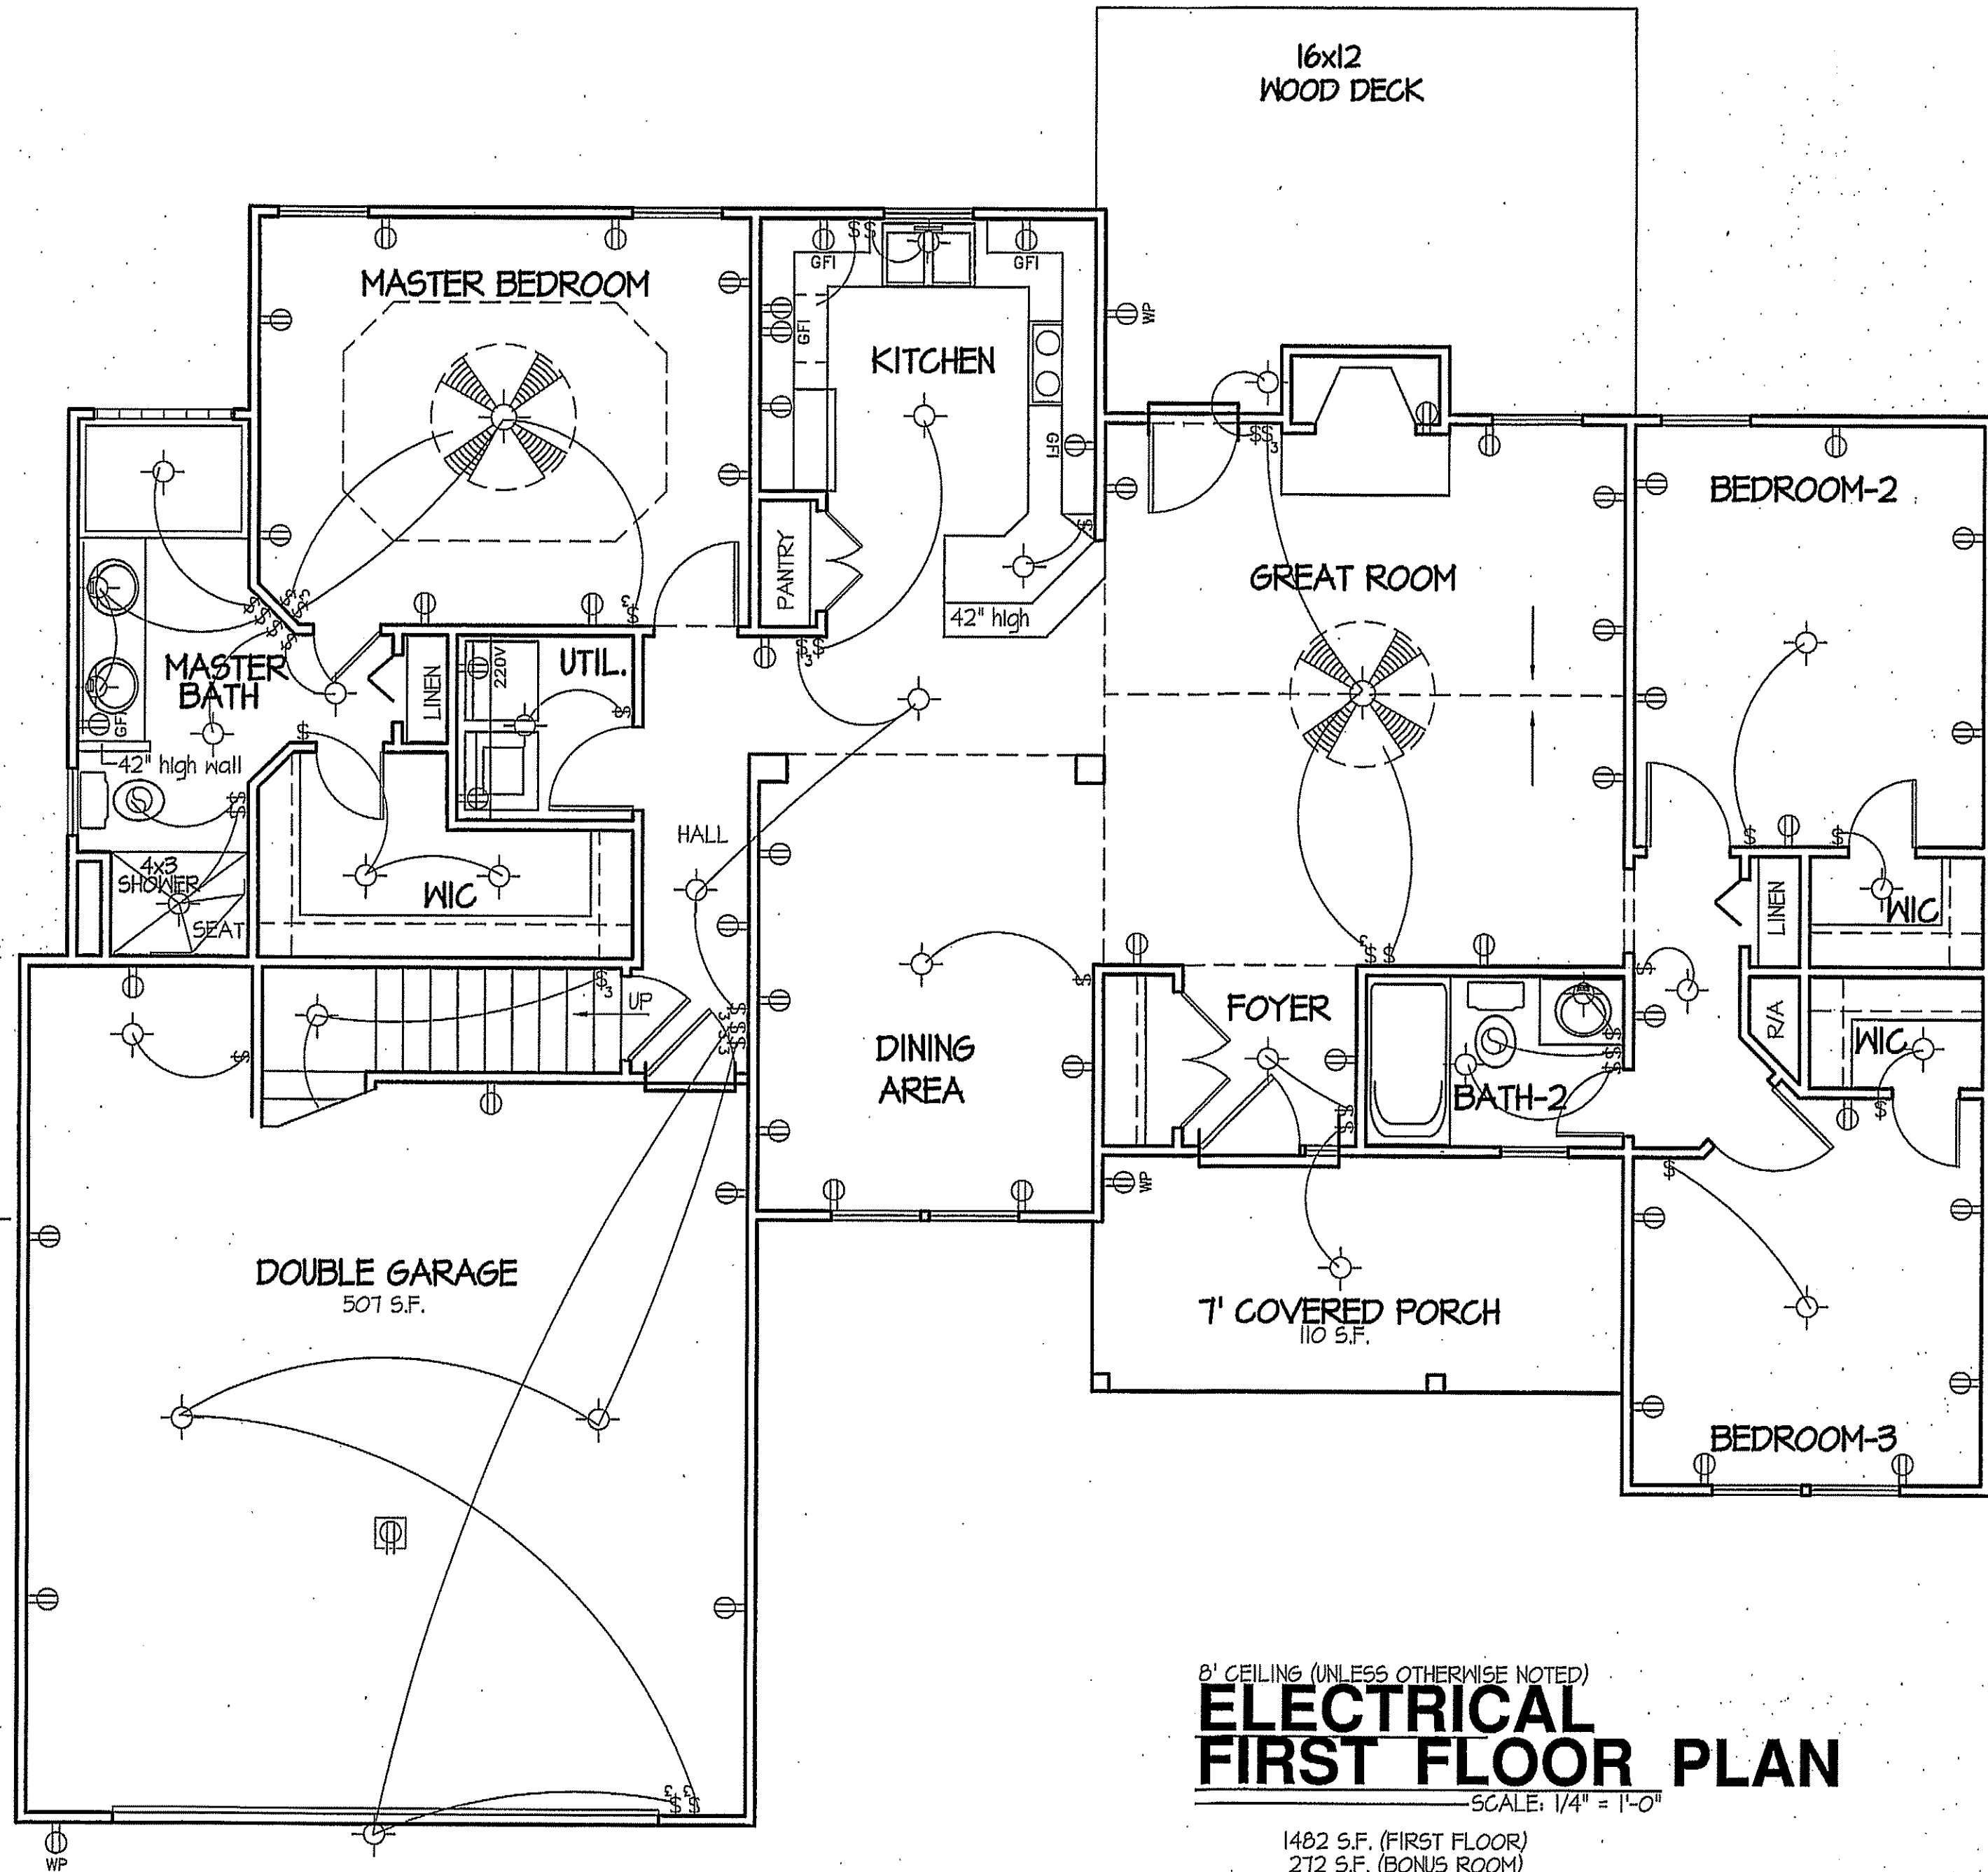 16x12
WOOD DECK
MASTER BEDROOM
GFI
GFI
GFI
WP
KITCHEN
GFI
BEDROOM-2
PANTRY
GREAT ROOM
42" high
MASTER
BATH
LINEN
220V
UTIL.
GFI
42" high wall
HALL
4x3
SHOWER
SEAT
WIC
LINEN
WIC
UP
FOYER
R/A
WIC
DINING
AREA
BATH-2
WP
DOUBLE GARAGE
507 S.F.
7' COVERED PORCH
110 S.F.
BEDROOM-3
WP
8' CEILING (UNLESS OTHERWISE NOTED)
ELECTRICAL
FIRST FLOOR PLAN
SCALE: 1/4" = 1'-0"
1482 S.F. (FIRST FLOOR)
272 S.F. (BONUS ROOM)